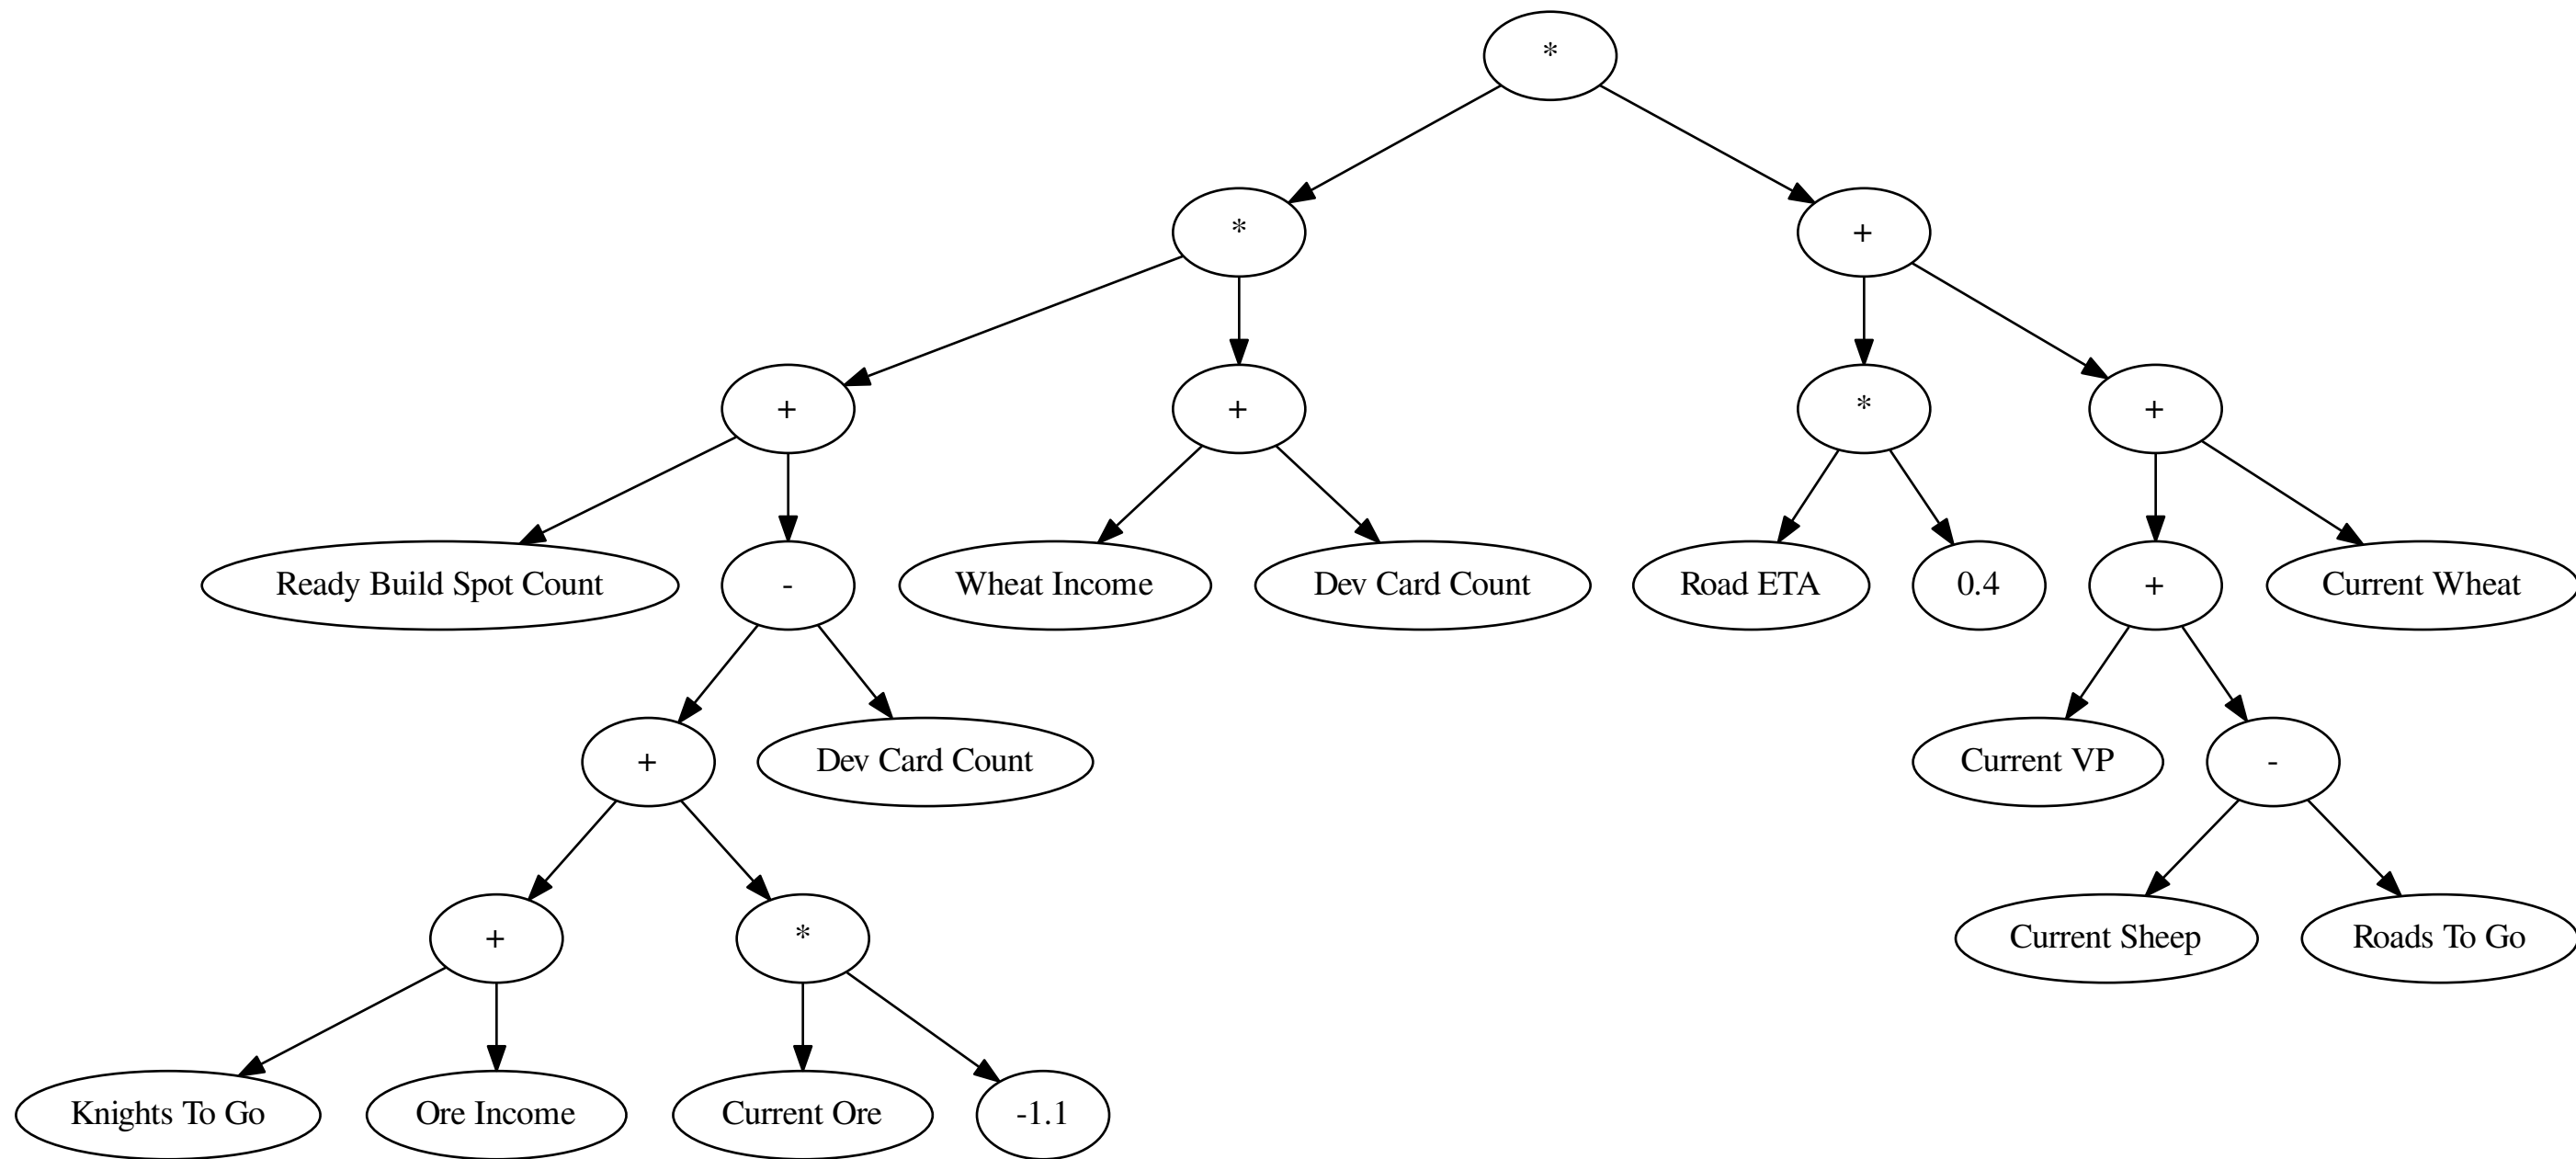 *
*
+
+
+
*
+
Ready Build Spot Count
-
Wheat Income
Dev Card Count
Road ETA
0.4
+
Current Wheat
+
Dev Card Count
Current VP
-
+
*
Current Sheep
Roads To Go
Knights To Go
Ore Income
Current Ore
-1.1